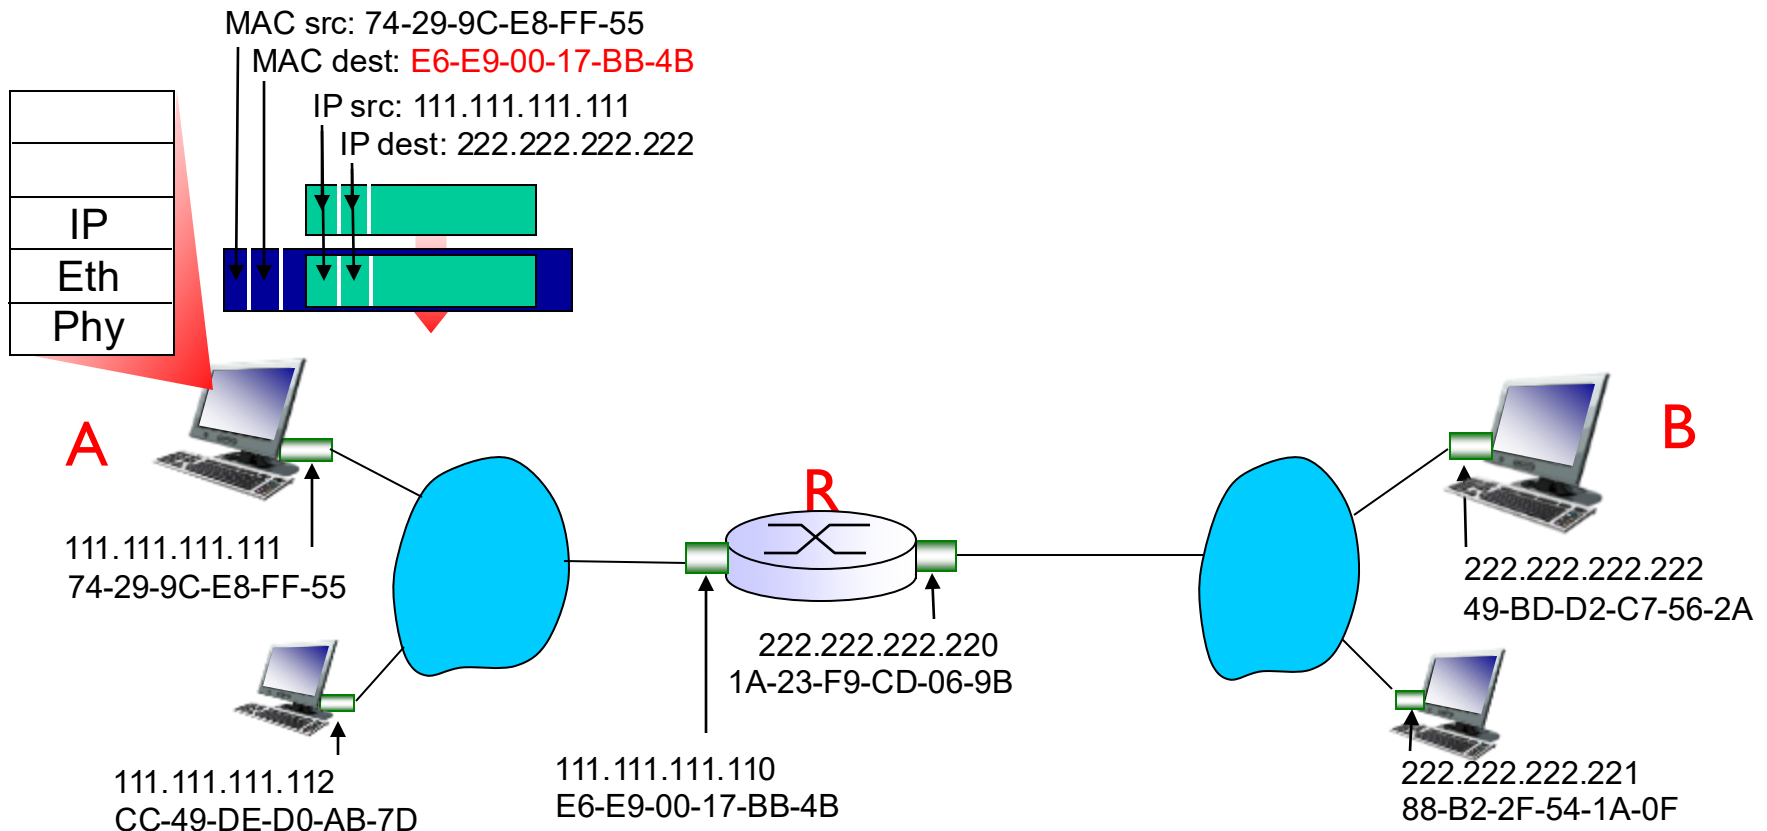 MAC src: 74-29-9C-E8-FF-55
MAC dest: E6-E9-00-17-BB-4B
IP src: 111.111.111.111
IP dest: 222.222.222.222
IP
Eth
Phy
A
B
R
111.111.111.111
74-29-9C-E8-FF-55
222.222.222.222
49-BD-D2-C7-56-2A
222.222.222.220
1A-23-F9-CD-06-9B
111.111.111.112
CC-49-DE-D0-AB-7D
111.111.111.110
E6-E9-00-17-BB-4B
222.222.222.221
88-B2-2F-54-1A-0F